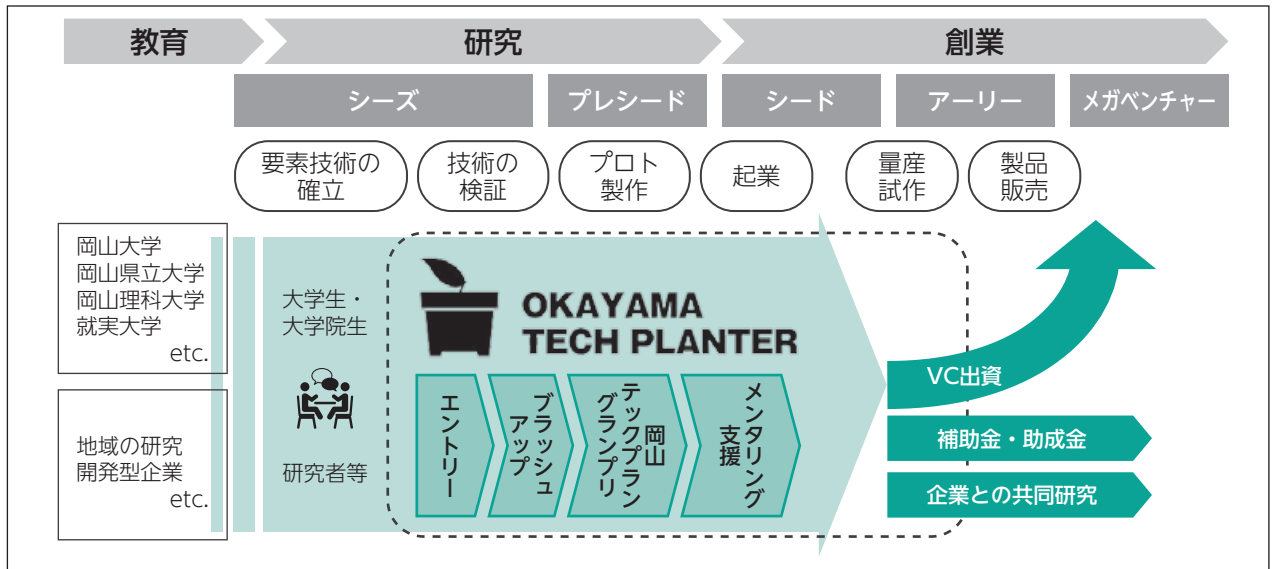 教育
研究
創業
シーズ
プレシード
シード
アーリー
メガベンチャー
要素技術の
確立
技術の
検証
プロト
製作
起業
量産
試作
製品
販売
岡山大学
岡山県立大学
岡山理科大学
就実大学
etc.
地域の研究
開発型企業
etc.
大学生・
大学院生
研究者等
OKAYAMA
TECH PLANTER
エントリー
ブラッシュ
アップ
岡山
テックプラン
グランプリ
メンタリング
支援
VC出資
補助金・助成金
企業との共同研究